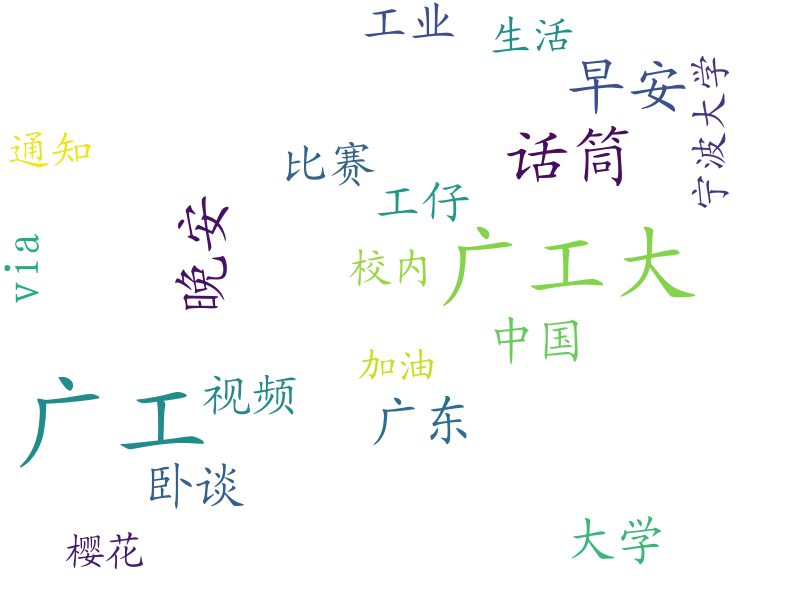 工业
生活
早安
宁波大学
话筒
通知
比赛
工仔
晚安
via
校内
广工大
中国
加油
视频
广工
广东
卧谈
樱花
大学